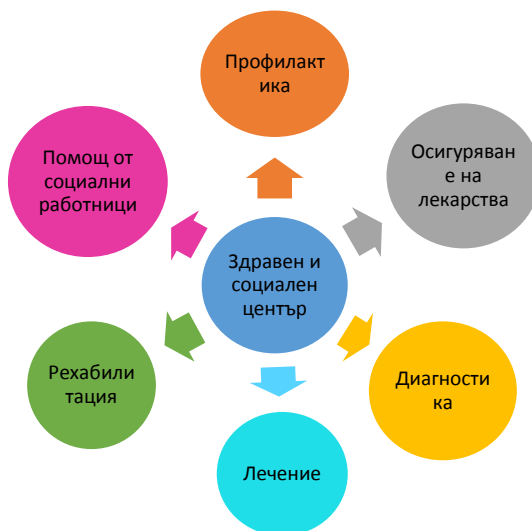 Профилакт
ика
Помощ от
социални
работници
Осигуряван
е на
лекарства
Здравен и
социален
център
Рехабили
тация
Диагности
ка
Лечение